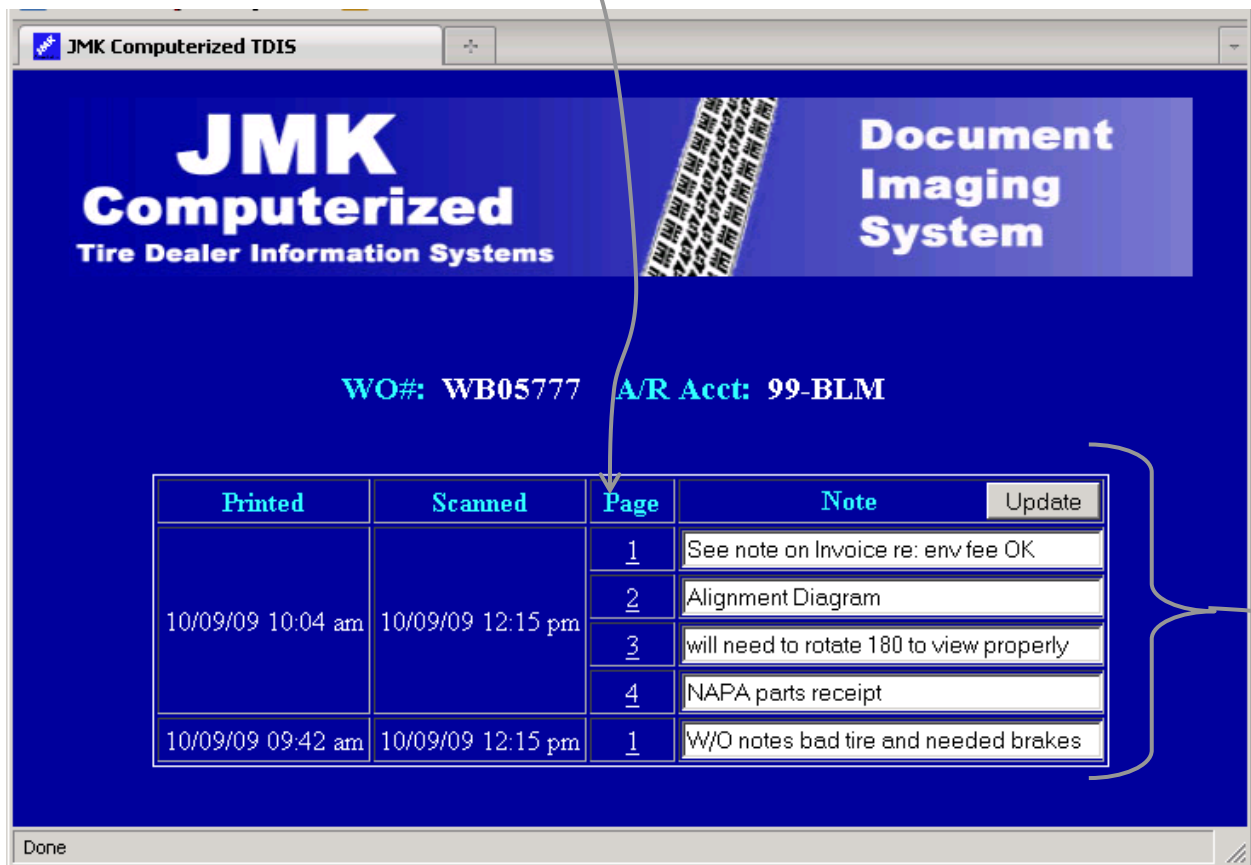 JMK Computerized TDIS
JMK
Computerized
Tire Dealer Information Systems
Document
Imaging
System
WO#: WB05777 A/R Acct: 99-BLM
Printed Scanned Page Note Update
10/09/09 10:04 am 10/09/09 12:15 pm 1 See note on Invoice re: env fee OK
2 Alignment Diagram
3 will need to rotate 180 to view properly
4 NAPA parts receipt
10/09/09 09:42 am 10/09/09 12:15 pm 1 W/O notes bad tire and needed brakes
Done